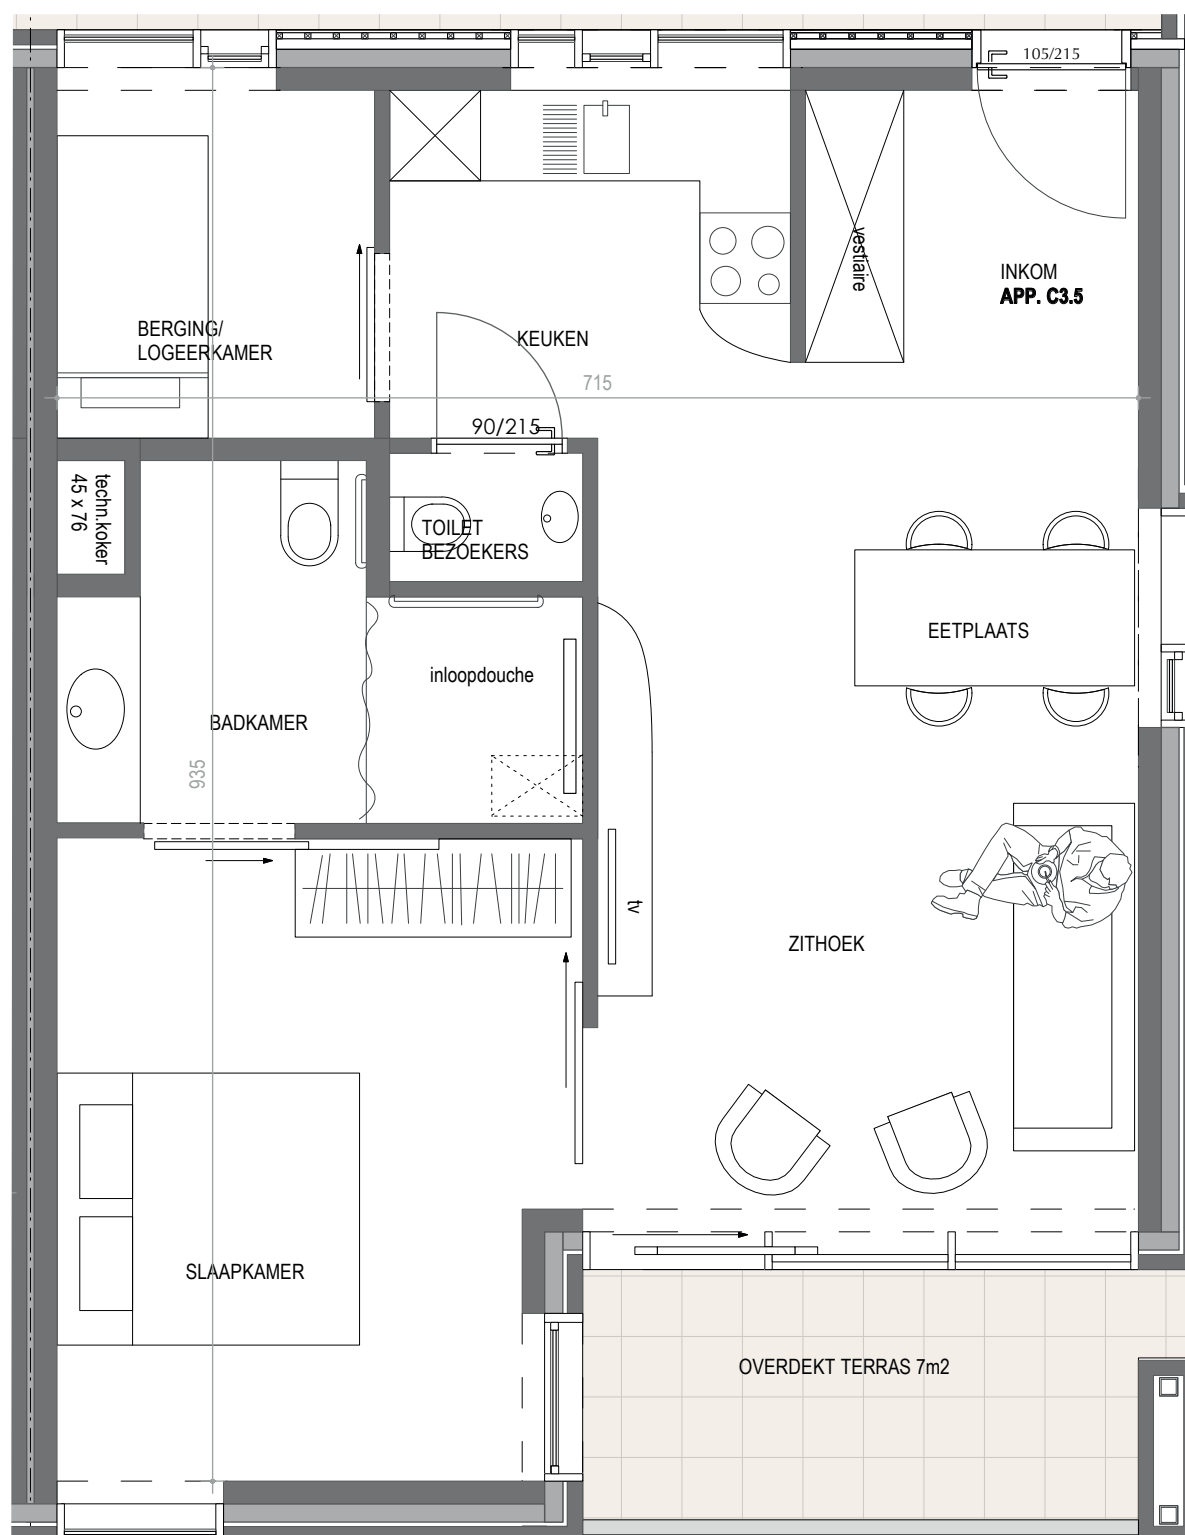 105/215
vestiaire
INKOM
APP. C3.5
BERGING/
LOGEERKAMER
KEUKEN
715
90/215
techn.koker
45 x 76
TOILET
BEZOEKERS
EETPLAATS
inloopdouche
BADKAMER
935
tv
ZITHOEK
SLAAPKAMER
OVERDEKT TERRAS 7m2